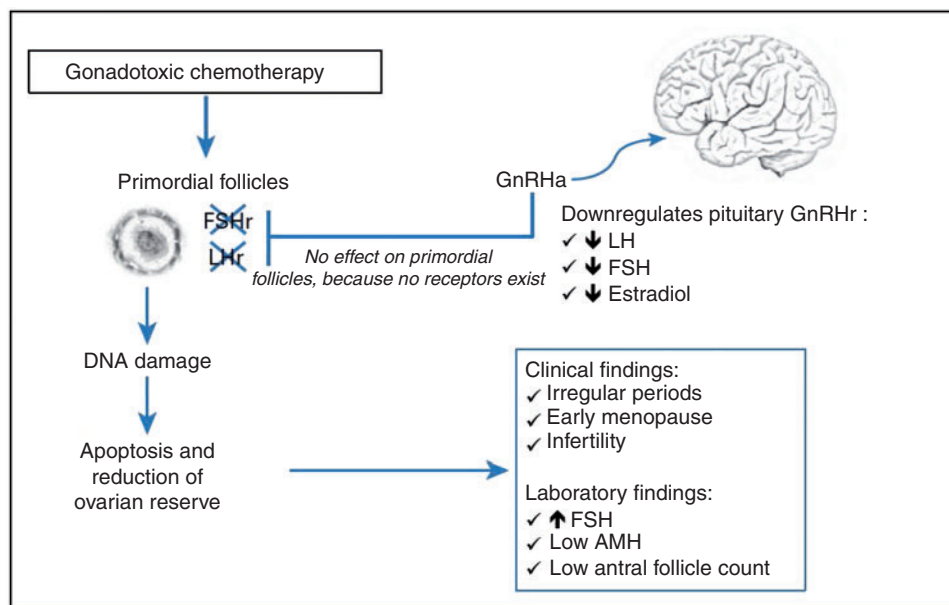 Gonadotoxic chemotherapy
Primordial follicles
FSHr
LHr
GnRHa
No effect on primordial
follicles, because no receptors exist
Downregulates pituitary GnRHr :
✓ ↓ LH
✓ ↓ FSH
✓ ↓ Estradiol
DNA damage
Apoptosis and
reduction of
ovarian reserve
Clinical findings:
✓ Irregular periods
✓ Early menopause
✓ Infertility
Laboratory findings:
✓ ↑ FSH
✓ Low AMH
✓ Low antral follicle count